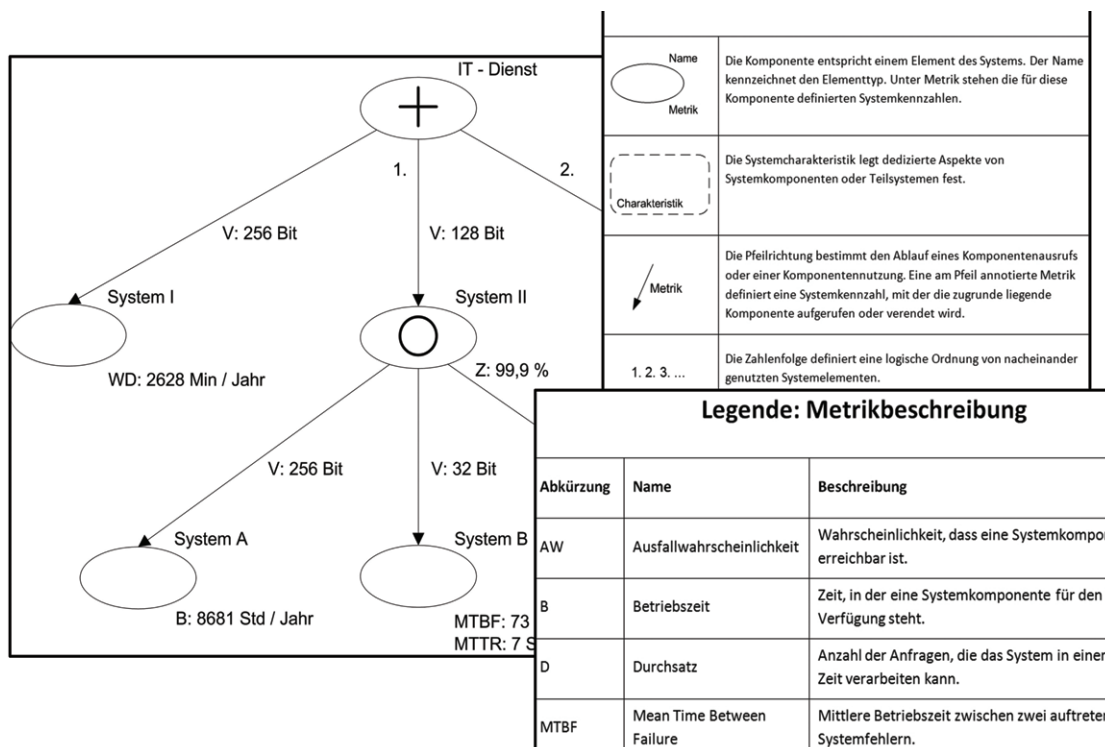 IT - Dienst
1.
2.
V: 256 Bit
V: 128 Bit
System I
System II
WD: 2628 Min / Jahr
Z: 99,9 %
V: 256 Bit
V: 32 Bit
System A
System B
B: 8681 Std / Jahr
MTBF: 73
MTTR: 7 S
Name
Metrik
Die Komponente entspricht einem Element des Systems. Der Name
kennzeichnet den Elementtyp. Unter Metrik stehen die für diese
Komponente definierten Systemkennzahlen.
Charakteristik
Die Systemcharakteristik legt dedizierte Aspekte von
Systemkomponenten oder Teilsystemen fest.
Metrik
Die Pfeilrichtung bestimmt den Ablauf eines Komponentenausrufs
oder einer Komponentennutzung. Eine am Pfeil annotierte Metrik
definiert eine Systemkennzahl, mit der die zugrunde liegende
Komponente aufgerufen oder verendet wird.
1. 2. 3. ...
Die Zahlenfolge definiert eine logische Ordnung von nacheinander
genutzten Systemelementen.
Legende: Metrikbeschreibung
Abkürzung Name Beschreibung
AW Ausfallwahrscheinlichkeit
Wahrscheinlichkeit, dass eine Systemkompo
erreichbar ist.
B Betriebszeit
Zeit, in der eine Systemkomponente für den
Verfügung steht.
D Durchsatz
Anzahl der Anfragen, die das System in einer
Zeit verarbeiten kann.
MTBF
Mean Time Between
Failure
Mittlere Betriebszeit zwischen zwei auftrete
Systemfehlern.